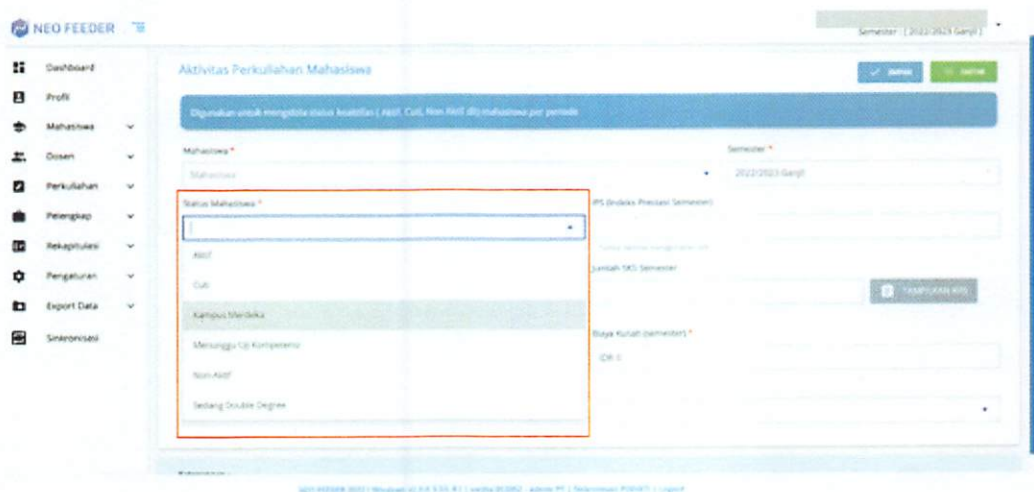 NEO FEEDER
Semester : [ 2022/2023 Ganjil ]
Dashboard
Profil
Mahasiswa
Dosen
Perkuliahan
Pelengkap
Rekapitulasi
Pengaturan
Export Data
Sinkronisasi
Aktivitas Perkuliahan Mahasiswa
Digunakan untuk mengelola status keaktifan ( Aktif, Cuti, Non Aktif dll) mahasiswa per periode
Mahasiswa *
Semester *
Mahasiswa
2022/2023 Ganjil
Status Mahasiswa *
IPS (Indeks Prestasi Semester)
Aktif
Jumlah SKS Semester
Cuti
TAMPILKAN KRS
Kampus Merdeka
Biaya Kuliah (semester) *
Menunggu Uji Kompetensi
IDR 0
Non-Aktif
Sedang Double Degree